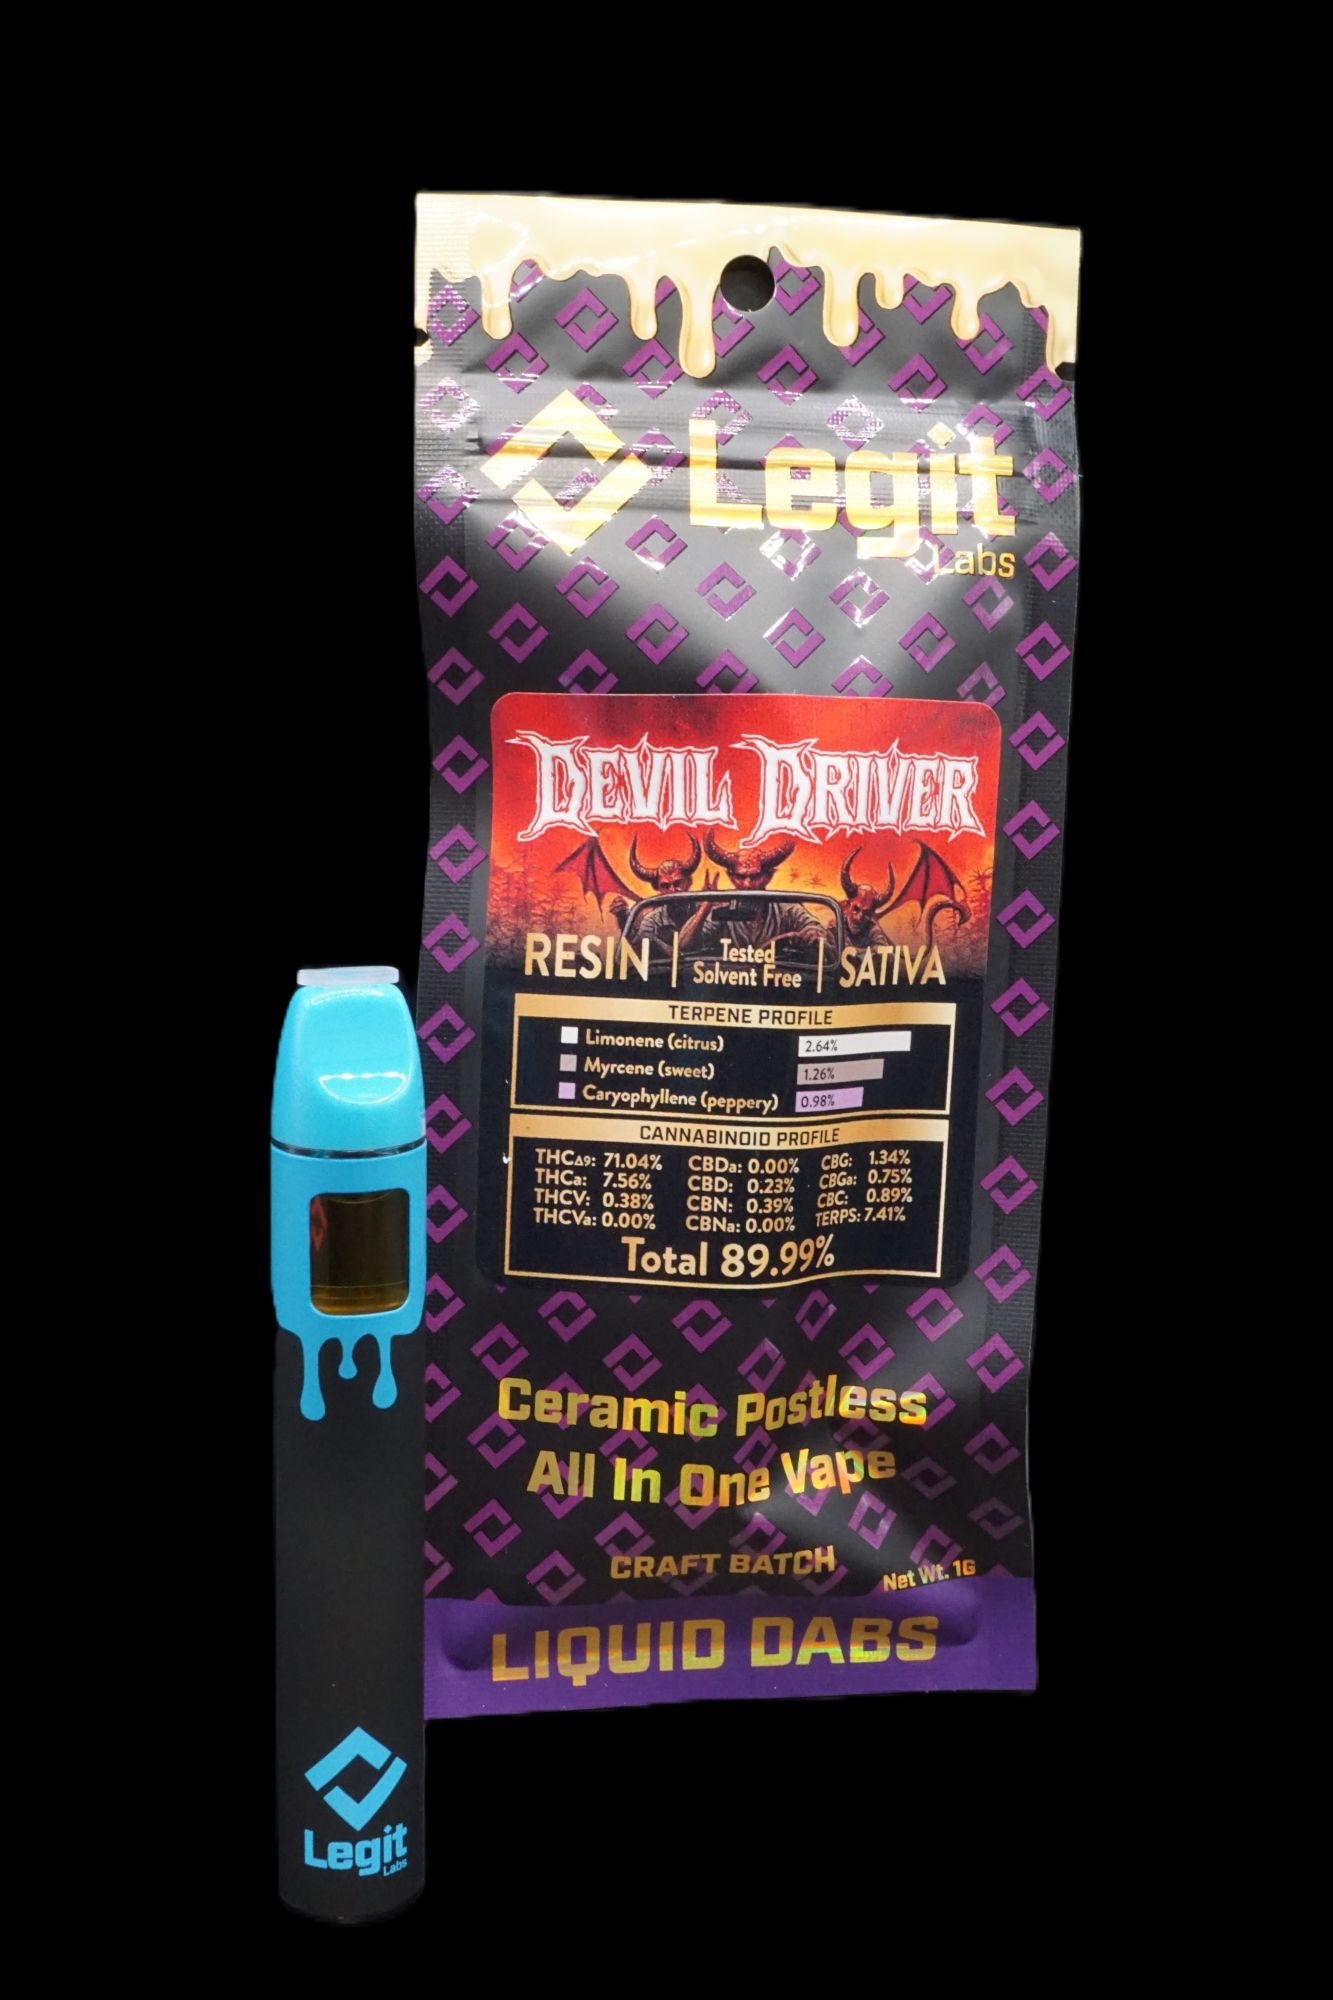 Legit
Labs
DEVIL DRIVER
RESIN | Tested Solvent Free | SATIVA
TERPENE PROFILE
Limonene (citrus) 2.64%
Myrcene (sweet) 1.26%
Caryophyllene (peppery) 0.98%
CANNABINOID PROFILE
THCΔ9: 71.04% CBDa: 0.00% CBG: 1.34%
THCa: 7.56% CBD: 0.23% CBGa: 0.75%
THCV: 0.38% CBN: 0.39% CBC: 0.89%
THCVa: 0.00% CBNa: 0.00% TERPS: 7.41%
Total 89.99%
Ceramic Postless
All In One Vape
CRAFT BATCH
Net Wt. 1G
LIQUID DABS
Legit
Labs